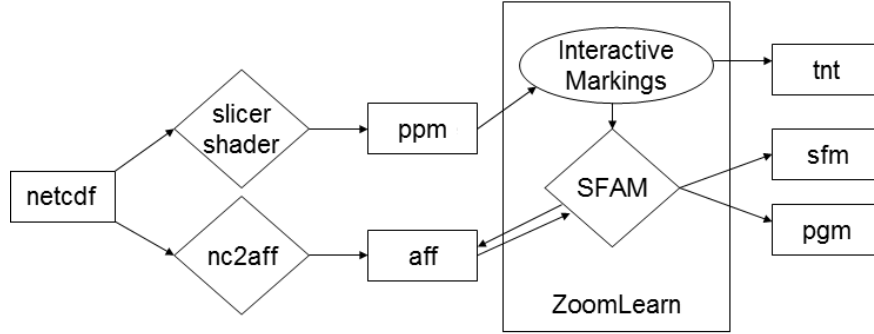 netcdf
slicer
shader
nc2aff
ppm
aff
Interactive
Markings
SFAM
ZoomLearn
tnt
sfm
pgm